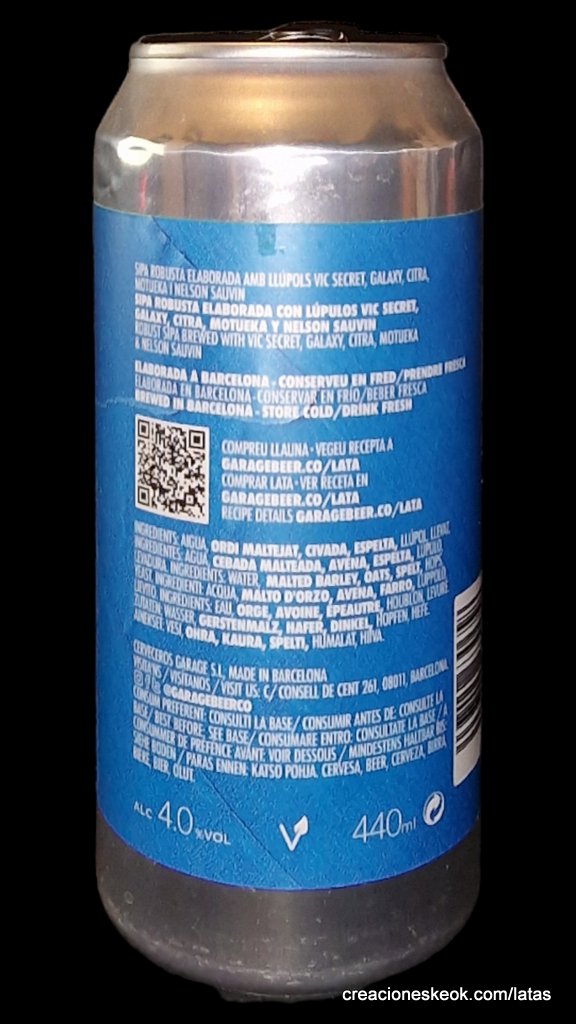 SIPA ROBUSTA ELABORADA AMB LLÚPOLS VIC SECRET, GALAXY, CITRA,
MOTUEKA I NELSON SAUVIN
SIPA ROBUSTA ELABORADA CON LÚPULOS VIC SECRET,
GALAXY, CITRA, MOTUEKA Y NELSON SAUVIN
ROBUST SIPA BREWED WITH VIC SECRET, GALAXY, CITRA, MOTUEKA
& NELSON SAUVIN
ELABORADA A BARCELONA · CONSERVEU EN FRED/PRENDRE FRESCA
ELABORADA EN BARCELONA · CONSERVAR EN FRÍO/BEBER FRESCA
BREWED IN BARCELONA · STORE COLD/DRINK FRESH
COMPREU LLAUNA · VEGEU RECEPTA A
GARAGEBEER.CO/LATA
COMPRAR LATA · VER RECETA EN
GARAGEBEER.CO/LATA
RECIPE DETAILS GARAGEBEER.CO/LATA
INGREDIENTS: AIGUA, ORDI MALTEJAT, CIVADA, ESPELTA, LLÚPOL, LLEVAT.
INGREDIENTES: AGUA, CEBADA MALTEADA, AVENA, ESPELTA, LÚPULO,
LEVADURA. INGREDIENTS: WATER, MALTED BARLEY, OATS, SPELT, HOPS,
YEAST. INGREDIENTI: ACQUA, MALTO D'ORZO, AVENA, FARRO, LUPPOLO,
LIEVITO. INGREDIENTS: EAU, ORGE, AVOINE, ÉPEAUTRE, HOUBLON, LEVURE.
ZUTATEN: WASSER, GERSTENMALZ, HAFER, DINKEL, HOPFEN, HEFE.
AINEKSET: VESI, OHRA, KAURA, SPELTI, HUMALAT, HIIVA.
CERVECEROS GARAGE S.L, MADE IN BARCELONA
VISITA'NS / VISÍTANOS / VISIT US: C/ CONSELL DE CENT 261, 08011, BARCELONA
@GARAGEBEERCO
CONSUM PREFERENT: CONSULTI LA BASE/ CONSUMIR ANTES DE: CONSULTE LA
BASE/ BEST BEFORE: SEE BASE/ CONSUMARE ENTRO: CONSULTATE LA BASE/ A
CONSOMMER DE PRÉFENCE AVANT: VOIR DESSOUS / MINDESTENS HALTBAR BIS:
SIEHE BODEN / PARAS ENNEN: KATSO POHJA. CERVESA, BEER, CERVEZA, BIRRA,
BIÈRE, BIER, OLUT.
ALC 4.0 %VOL
440ml
creacioneskeok.com/latas